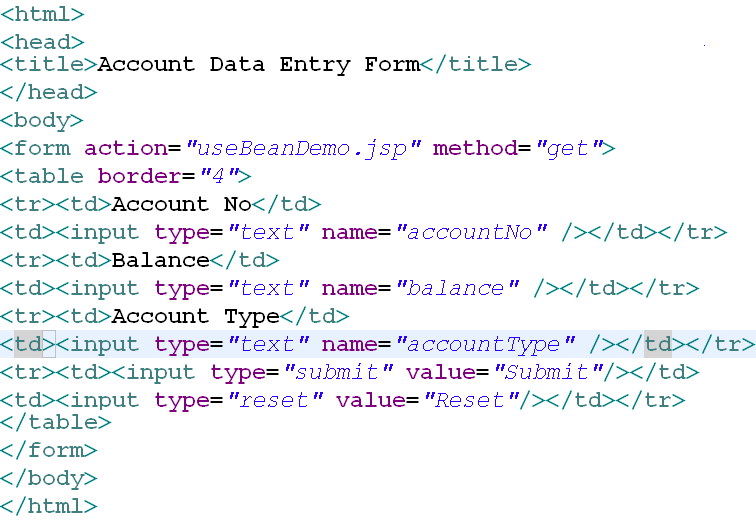 <html>
<head>
<title>Account Data Entry Form</title>
</head>
<body>
<form action="useBeanDemo.jsp" method="get">
<table border="4">
<tr><td>Account No</td>
<td><input type="text" name="accountNo" /></td></tr>
<tr><td>Balance</td>
<td><input type="text" name="balance" /></td></tr>
<tr><td>Account Type</td>
<td><input type="text" name="accountType" /></td></tr>
<tr><td><input type="submit" value="Submit"/></td>
<td><input type="reset" value="Reset"/></td></tr>
</table>
</form>
</body>
</html>